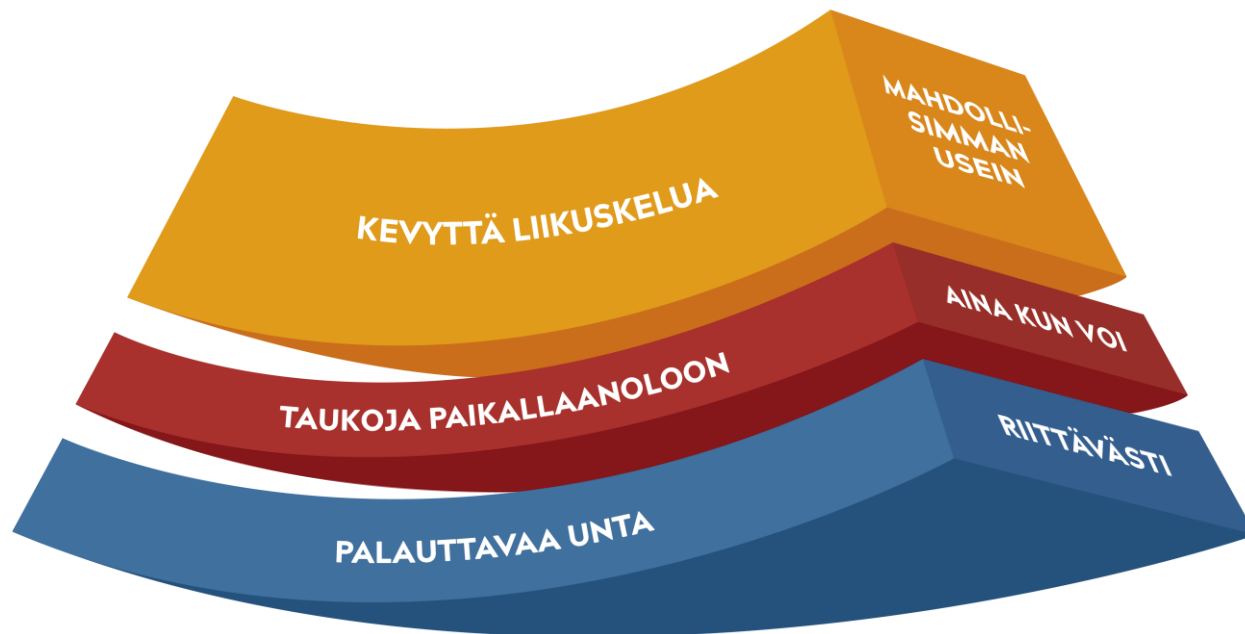 KEVYTTÄ LIIKUSKELUA
MAHDOLLI-
SIMMAN
USEIN
TAUKOJA PAIKALLAANOLOON
AINA KUN VOI
PALAUTTAVAA UNTA
RIITTÄVÄSTI